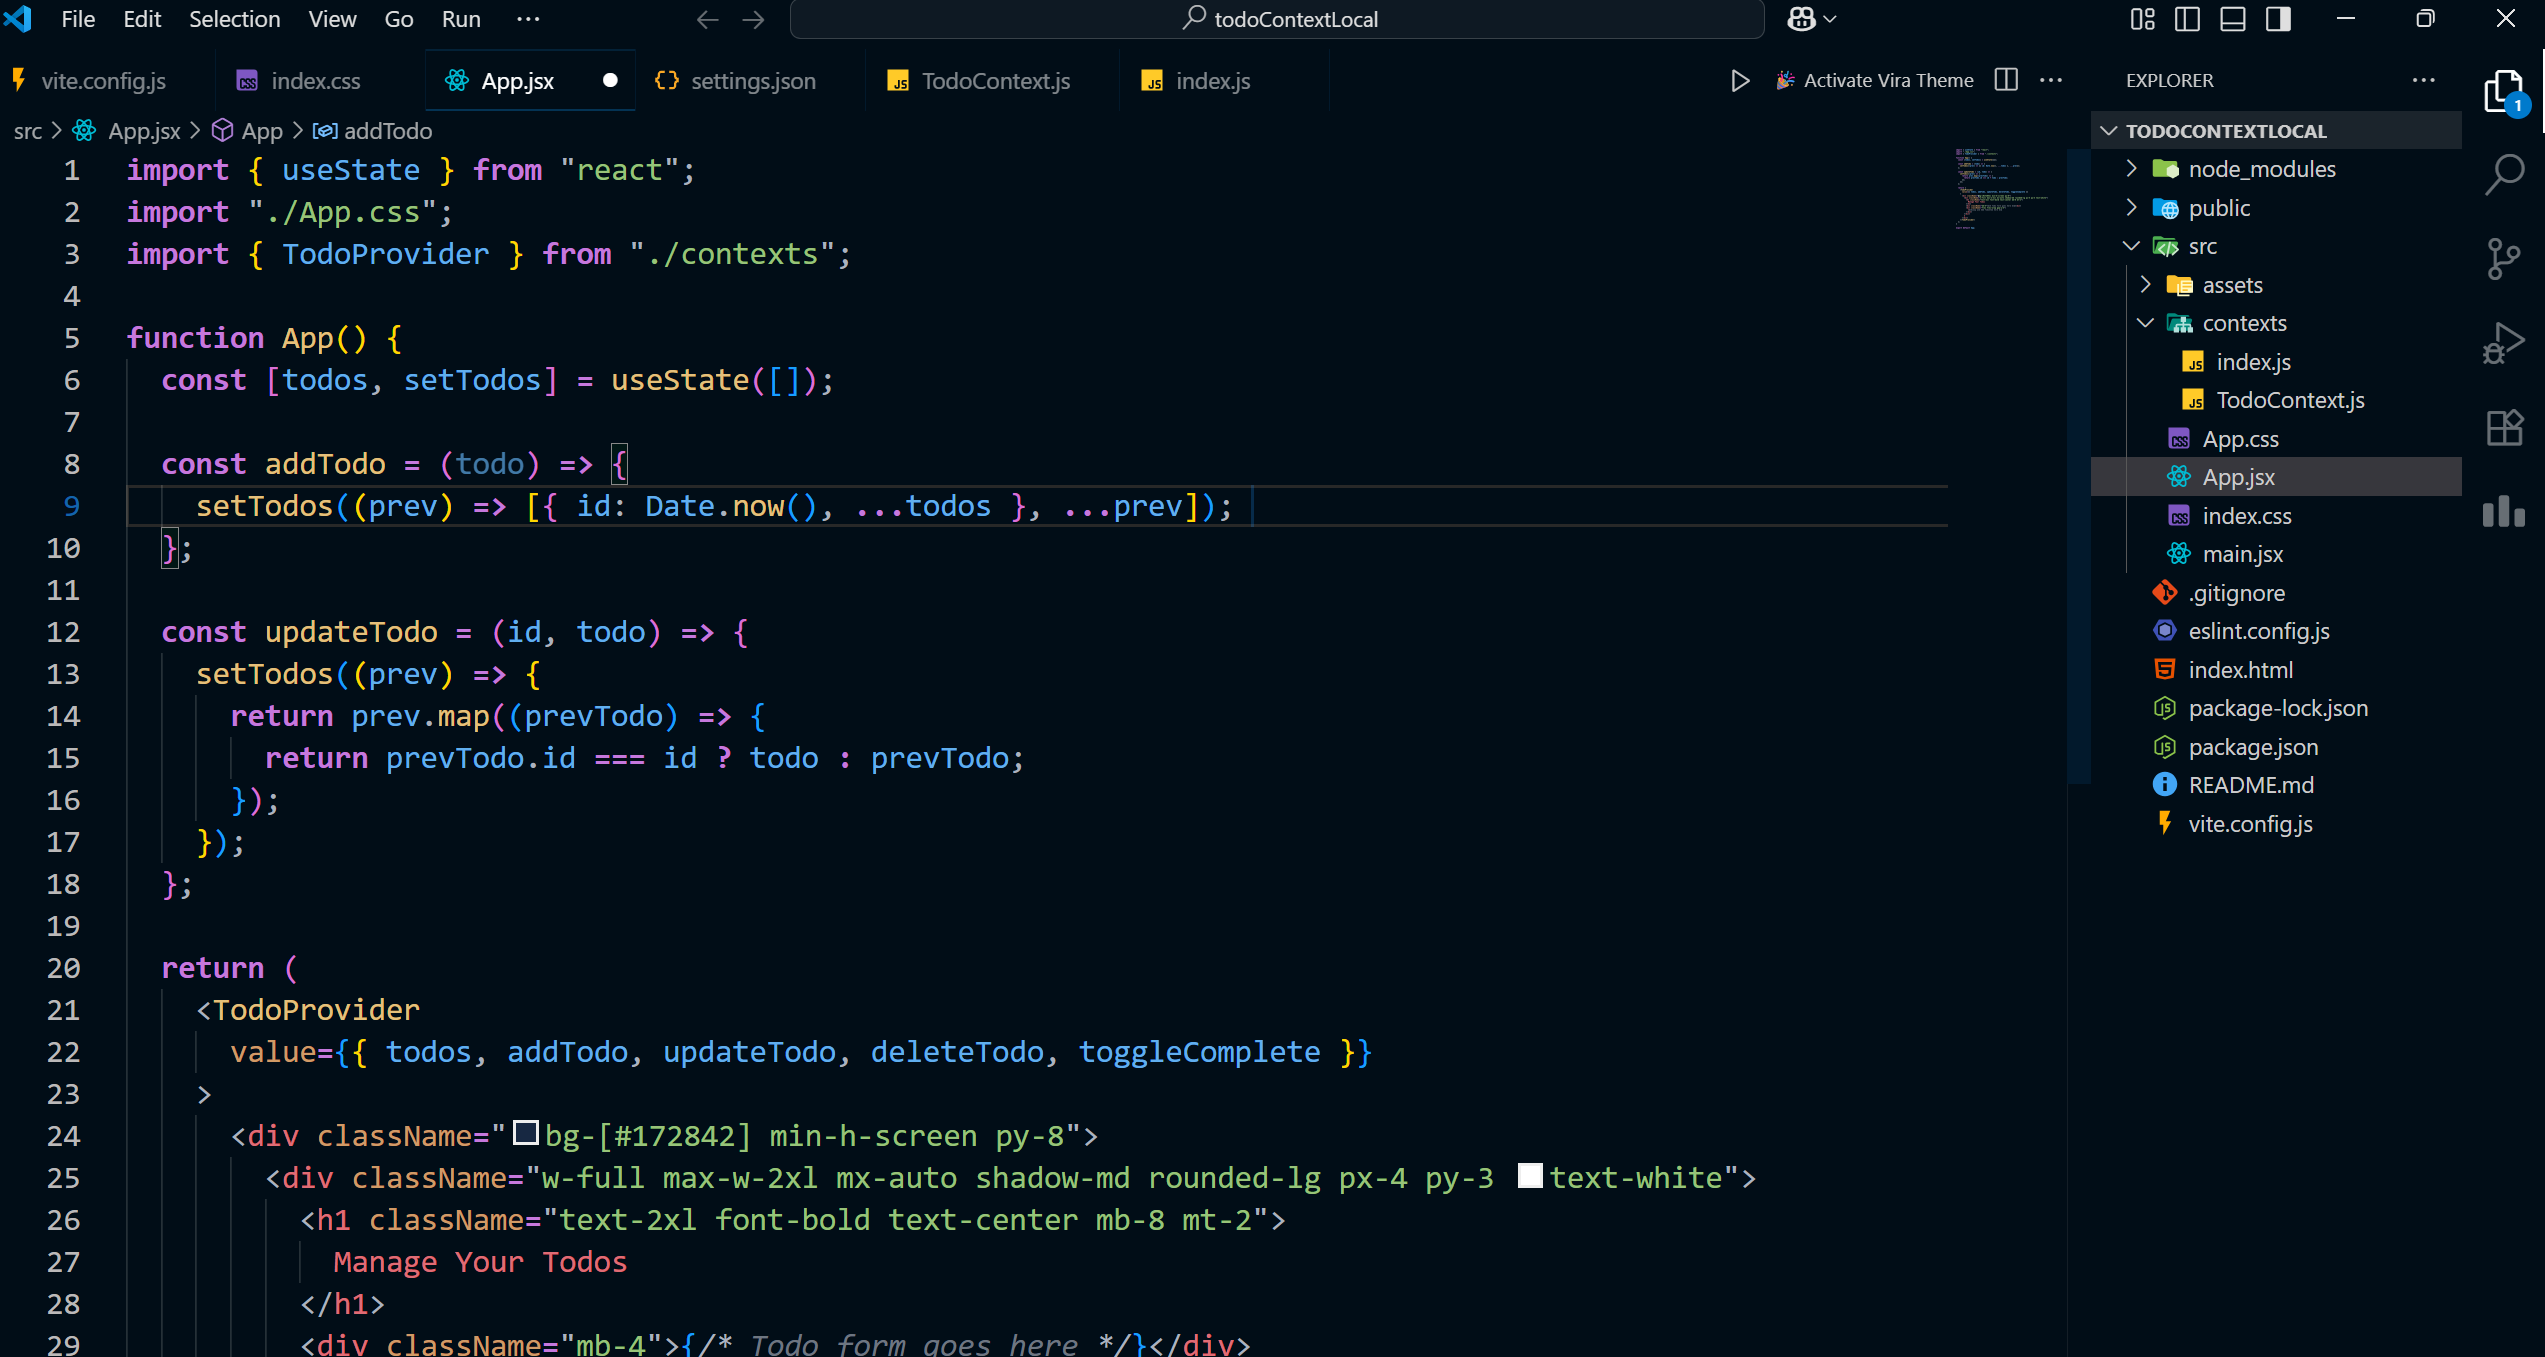 File Edit Selection View Go Run ··· todoContextLocal
vite.config.js index.css App.jsx settings.json TodoContext.js index.js Activate Vira Theme ··· EXPLORER ···
1
src > App.jsx > App > addTodo
1 import { useState } from "react";
2 import "./App.css";
3 import { TodoProvider } from "./contexts";
4
5 function App() {
6 const [todos, setTodos] = useState([]);
7
8 const addTodo = (todo) => {
9 setTodos((prev) => [{ id: Date.now(), ...todos }, ...prev]);
10 };
11
12 const updateTodo = (id, todo) => {
13 setTodos((prev) => {
14 return prev.map((prevTodo) => {
15 return prevTodo.id === id ? todo : prevTodo;
16 });
17 });
18 };
19
20 return (
21 <TodoProvider
22 value={{ todos, addTodo, updateTodo, deleteTodo, toggleComplete }}
23 >
24 <div className="bg-[#172842] min-h-screen py-8">
25 <div className="w-full max-w-2xl mx-auto shadow-md rounded-lg px-4 py-3 text-white">
26 <h1 className="text-2xl font-bold text-center mb-8 mt-2">
27 Manage Your Todos
28 </h1>
29 <div className="mb-4">{/* Todo form goes here */}</div>
TODOCONTEXTLOCAL
node_modules
public
src
assets
contexts
index.js
TodoContext.js
App.css
App.jsx
index.css
main.jsx
.gitignore
eslint.config.js
index.html
package-lock.json
package.json
README.md
vite.config.js